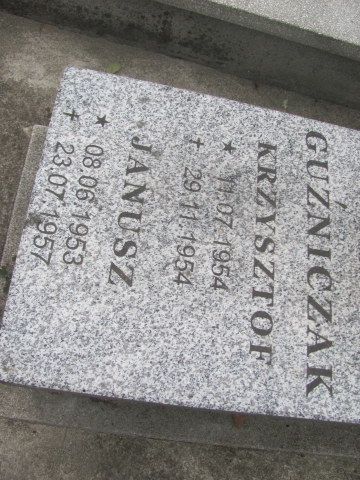 GUŹNICZAK
KRZYSZTOF
★ 11.07.1954
✝ 29.11.1954
JANUSZ
★ 08.06.1953
✝ 23.07.1957